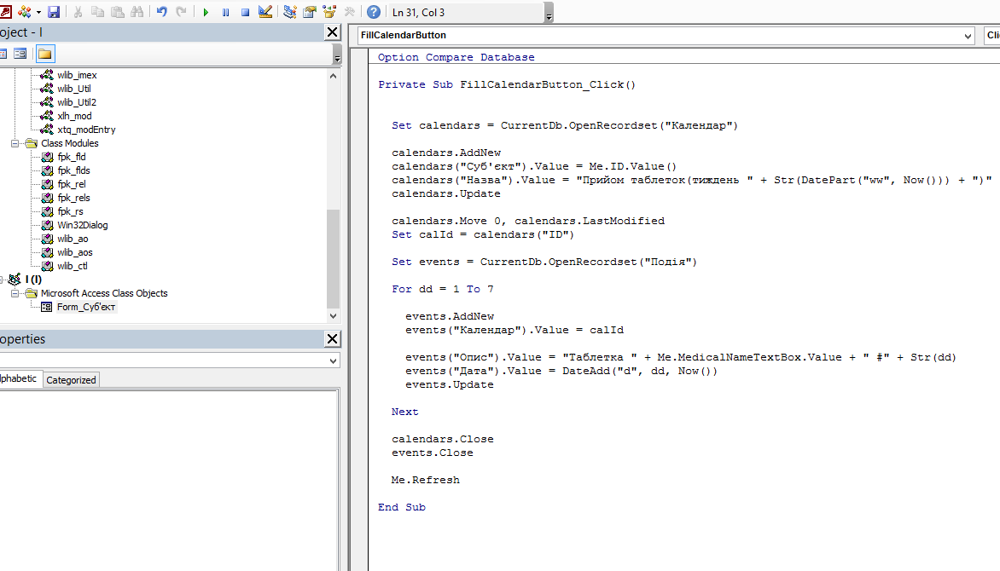 Ln 31, Col 3
oject - I
FillCalendarButton
Cli
wlib_imex
wlib_Util
wlib_Util2
xlh_mod
xtq_modEntry
Class Modules
fpk_fld
fpk_flds
fpk_rel
fpk_rels
fpk_rs
Win32Dialog
wlib_ao
wlib_aos
wlib_ctl
I (I)
Microsoft Access Class Objects
Form_Суб'єкт
operties
lphabetic
Categorized
Option Compare Database
Private Sub FillCalendarButton_Click()
Set calendars = CurrentDb.OpenRecordset("Календар")
calendars.AddNew
calendars("Суб'єкт").Value = Me.ID.Value()
calendars("Назва").Value = "Прийом таблеток(тиждень " + Str(DatePart("ww", Now())) + ")"
calendars.Update
calendars.Move 0, calendars.LastModified
Set calId = calendars("ID")
Set events = CurrentDb.OpenRecordset("Подія")
For dd = 1 To 7
events.AddNew
events("Календар").Value = calId
events("Опис").Value = "Таблетка " + Me.MedicalNameTextBox.Value + " #" + Str(dd)
events("Дата").Value = DateAdd("d", dd, Now())
events.Update
Next
calendars.Close
events.Close
Me.Refresh
End Sub